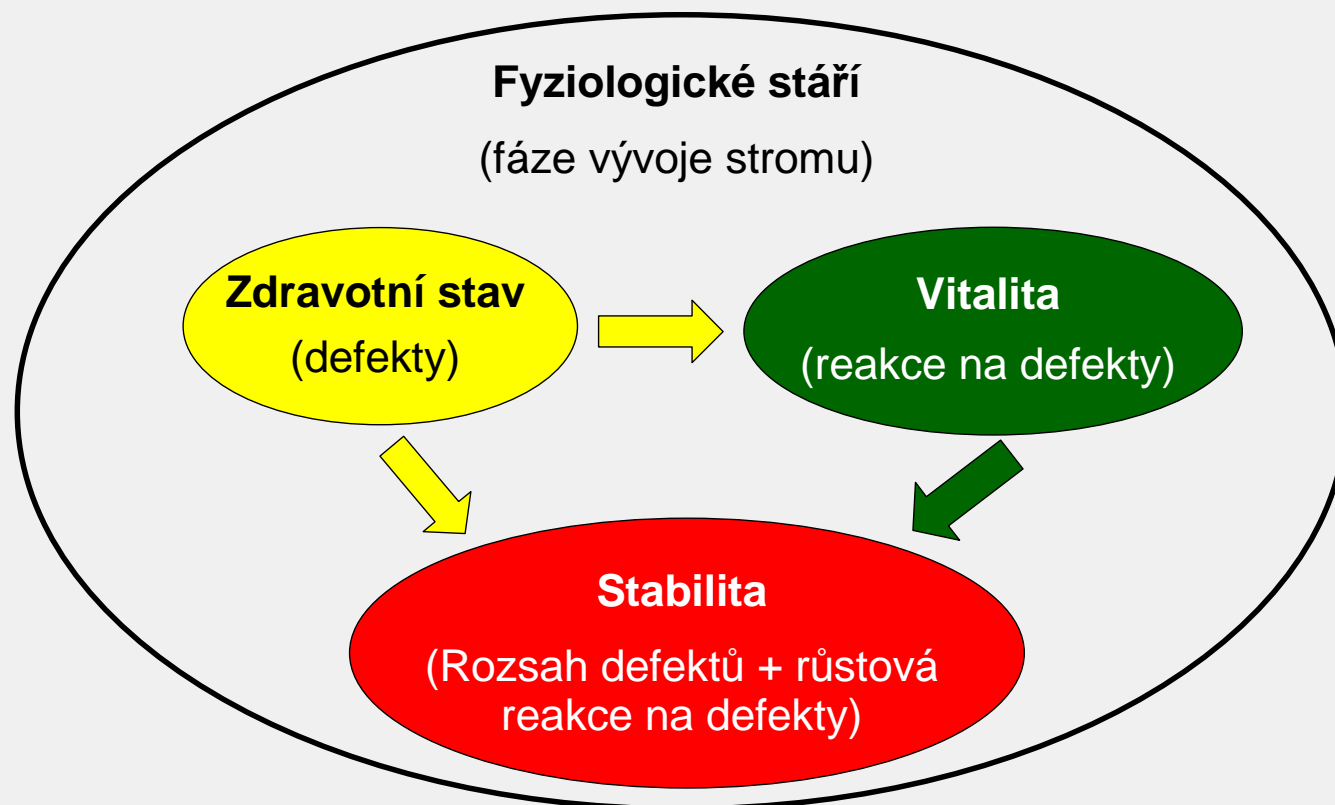 Fyziologické stáří
(fáze vývoje stromu)
Zdravotní stav
(defekty)
Vitalita
(reakce na defekty)
Stabilita
(Rozsah defektů + růstová
reakce na defekty)